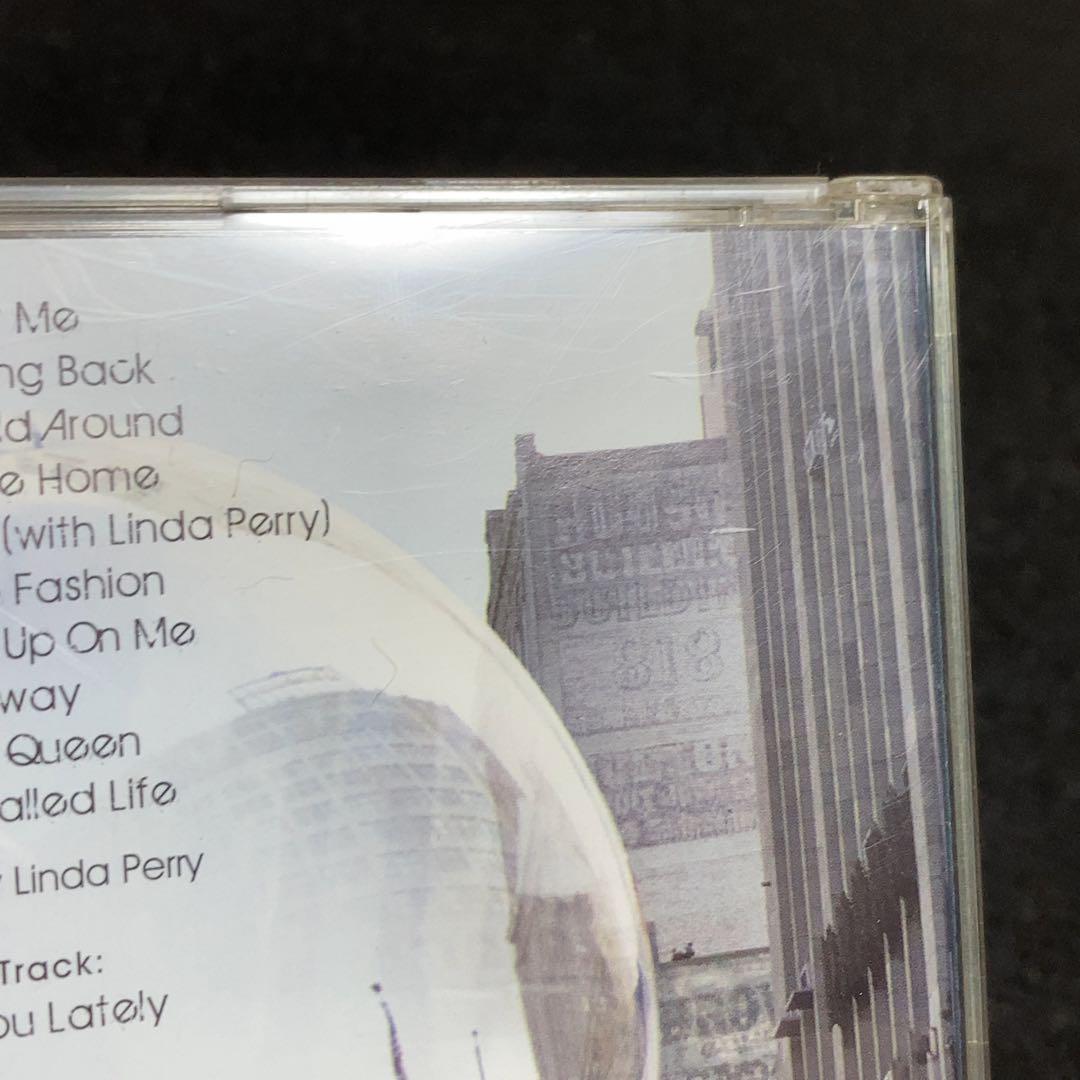 Me
ng Back
ld Around
e Home
(with Linda Perry)
Fashion
Up On Me
way
Queen
alled Life
Linda Perry
Track:
ou Lately
818